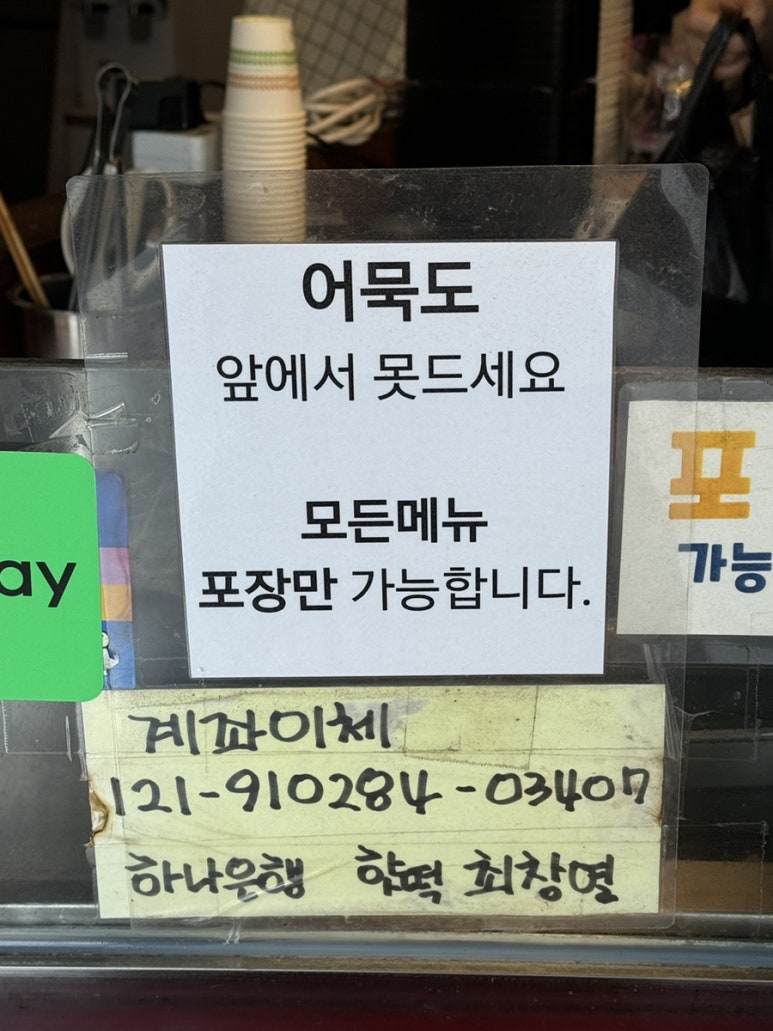 어묵도
앞에서 못드세요
모든메뉴
포장만 가능합니다.
ay
포
가능
계좌이체
121-910284-03407
하나은행 핫떡 최창열